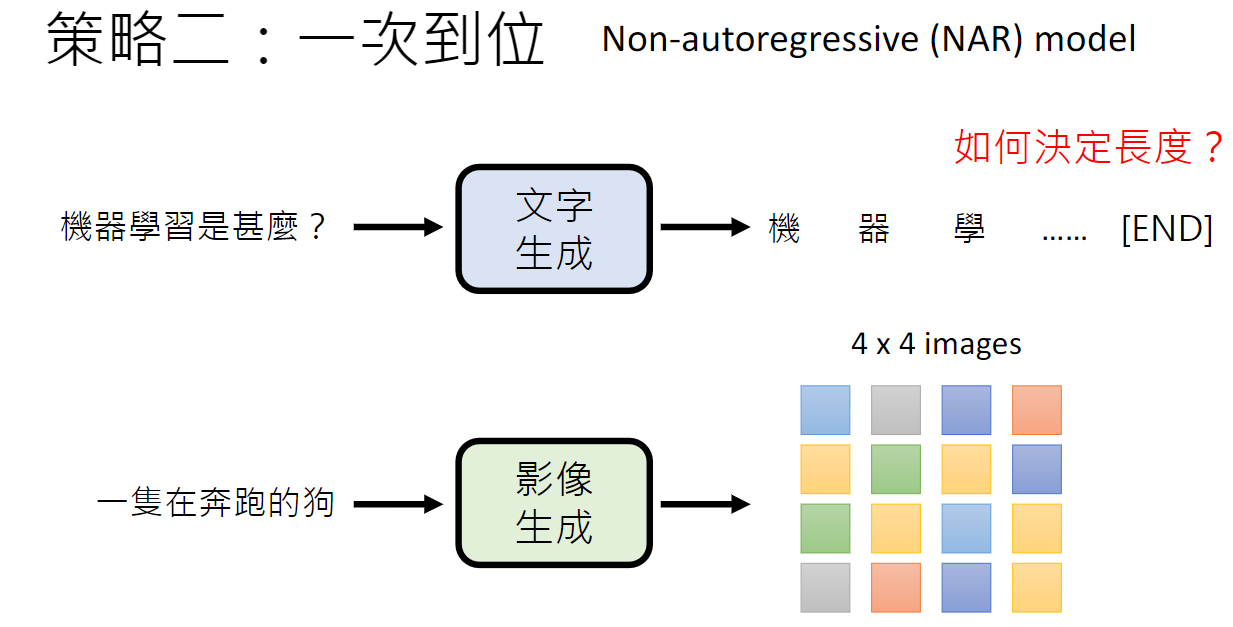 策略二：一次到位 Non-autoregressive (NAR) model
如何決定長度？
機器學習是甚麼？
文字
生成
機 器 學 …… [END]
4 x 4 images
一隻在奔跑的狗
影像
生成